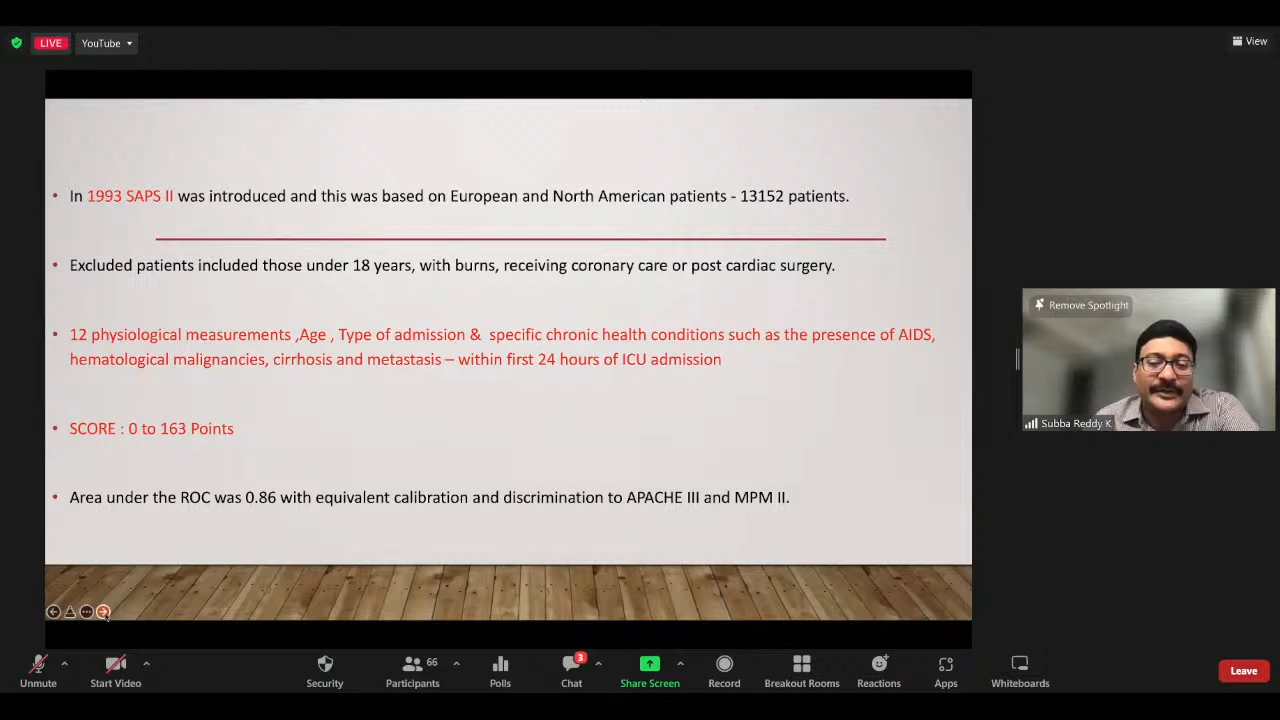 LIVE
YouTube
View
In 1993 SAPS II was introduced and this was based on European and North American patients - 13152 patients.
Excluded patients included those under 18 years, with burns, receiving coronary care or post cardiac surgery.
12 physiological measurements ,Age , Type of admission & specific chronic health conditions such as the presence of AIDS,
hematological malignancies, cirrhosis and metastasis – within first 24 hours of ICU admission
SCORE : 0 to 163 Points
Area under the ROC was 0.86 with equivalent calibration and discrimination to APACHE III and MPM II.
Remove Spotlight
Subba Reddy K
Unmute
Start Video
Security
66
Participants
Polls
3
Chat
Share Screen
Record
Breakout Rooms
Reactions
Apps
Whiteboards
Leave